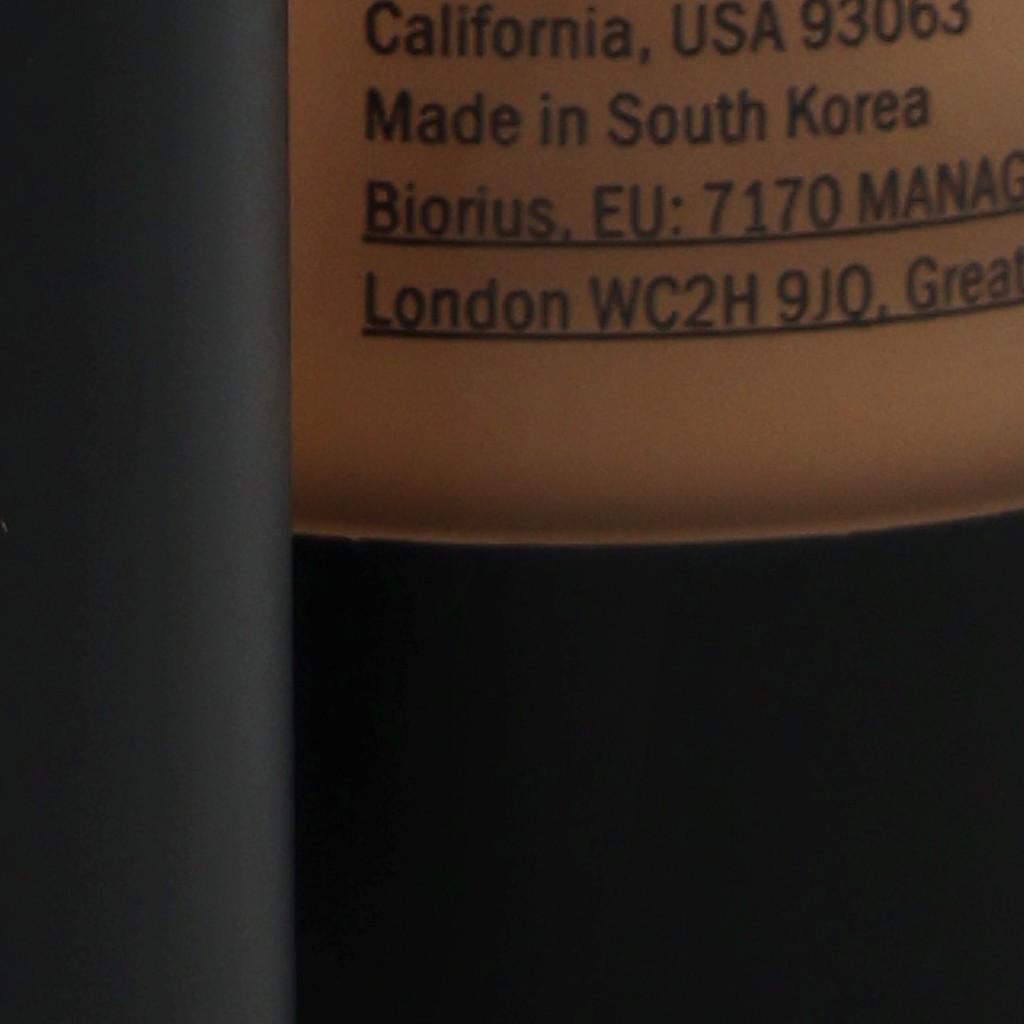 California, USA 93063
Made in South Korea
Biorius, EU: 7170 MANAG
London WC2H 9JQ, Great